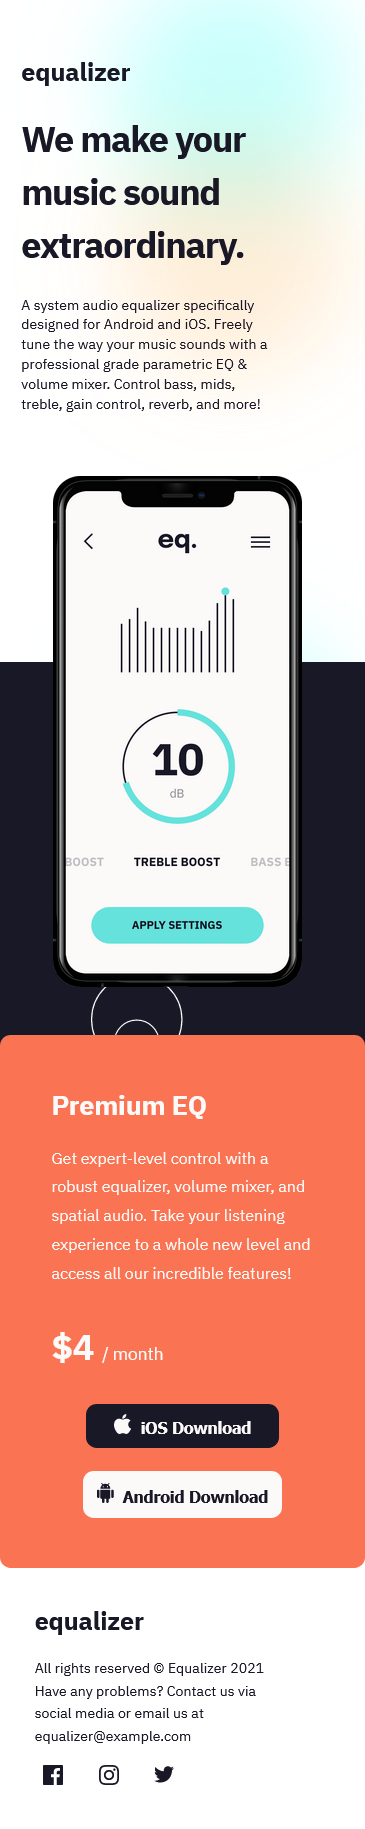 equalizer
We make your
music sound
extraordinary.
A system audio equalizer specifically
designed for Android and iOS. Freely
tune the way your music sounds with a
professional grade parametric EQ &
volume mixer. Control bass, mids,
treble, gain control, reverb, and more!
eq.
10
dB
BOOST TREBLE BOOST BASS B
APPLY SETTINGS
Premium EQ
Get expert-level control with a
robust equalizer, volume mixer, and
spatial audio. Take your listening
experience to a whole new level and
access all our incredible features!
$4 / month
iOS Download
Android Download
equalizer
All rights reserved © Equalizer 2021
Have any problems? Contact us via
social media or email us at
equalizer@example.com